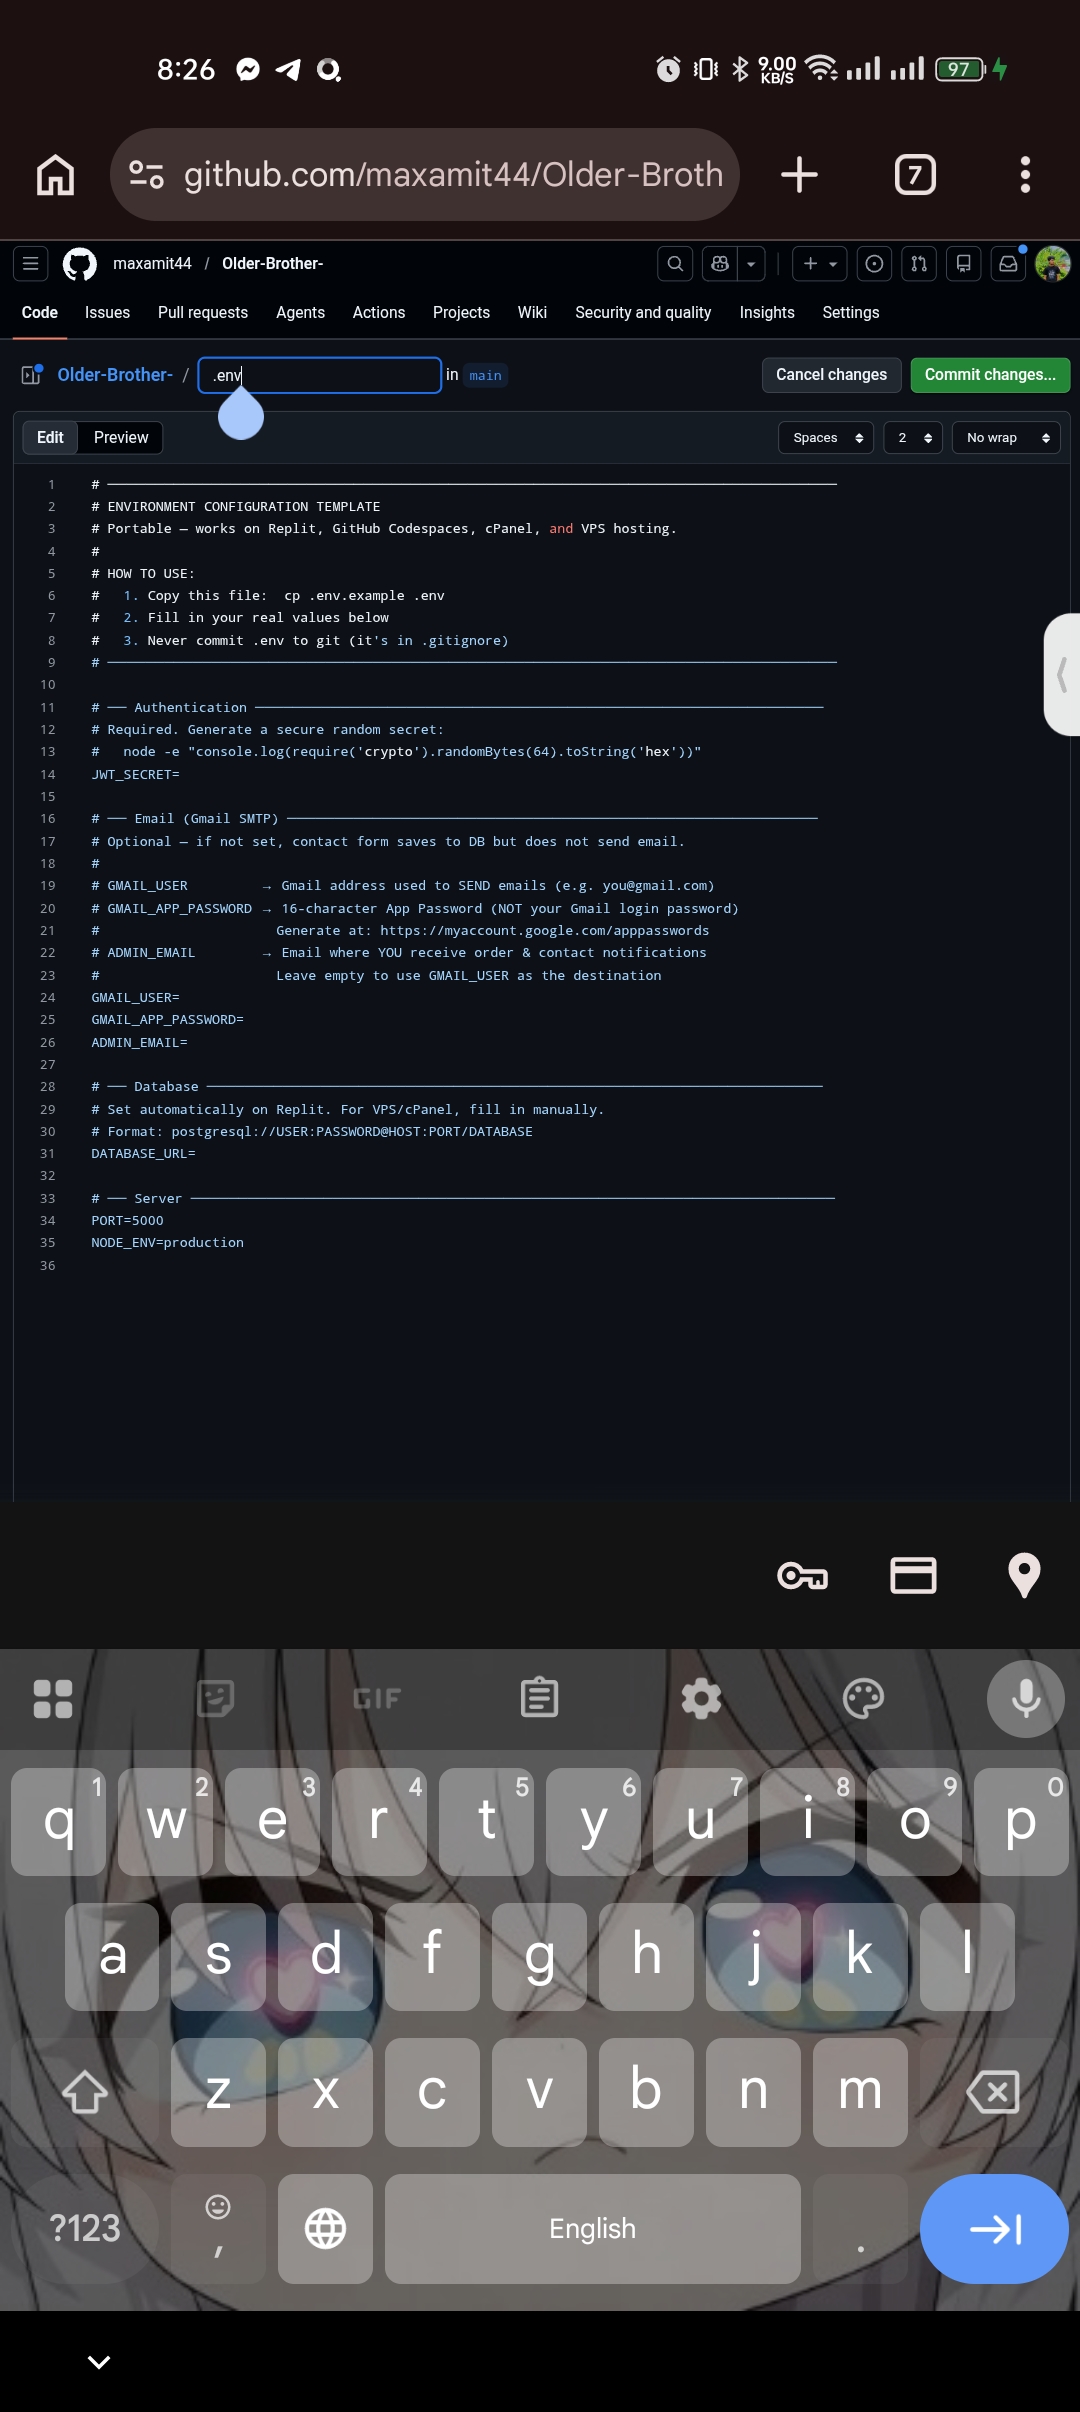 8:26
9.00
KB/S
97
github.com/maxamit44/Older-Broth
7
maxamit44 / Older-Brother-
Code Issues Pull requests Agents Actions Projects Wiki Security and quality Insights Settings
Older-Brother- / .env in main
Cancel changes Commit changes...
Edit Preview Spaces 2 No wrap
1 # ──────────────────────────────
2 # ENVIRONMENT CONFIGURATION TEMPLATE
3 # Portable — works on Replit, GitHub Codespaces, cPanel, and VPS hosting.
4 #
5 # HOW TO USE:
6 #   1. Copy this file:  cp .env.example .env
7 #   2. Fill in your real values below
8 #   3. Never commit .env to git (it's in .gitignore)
9 # ──────────────────────────────
10
11 # ── Authentication ──────────────────────────────
12 # Required. Generate a secure random secret:
13 #   node -e "console.log(require('crypto').randomBytes(64).toString('hex'))"
14 JWT_SECRET=
15
16 # ── Email (Gmail SMTP) ──────────────────────────────
17 # Optional — if not set, contact form saves to DB but does not send email.
18 #
19 # GMAIL_USER         → Gmail address used to SEND emails (e.g. you@gmail.com)
20 # GMAIL_APP_PASSWORD → 16-character App Password (NOT your Gmail login password)
21 #                      Generate at: https://myaccount.google.com/apppasswords
22 # ADMIN_EMAIL        → Email where YOU receive order & contact notifications
23 #                      Leave empty to use GMAIL_USER as the destination
24 GMAIL_USER=
25 GMAIL_APP_PASSWORD=
26 ADMIN_EMAIL=
27
28 # ── Database ──────────────────────────────
29 # Set automatically on Replit. For VPS/cPanel, fill in manually.
30 # Format: postgresql://USER:PASSWORD@HOST:PORT/DATABASE
31 DATABASE_URL=
32
33 # ── Server ──────────────────────────────
34 PORT=5000
35 NODE_ENV=production
36
GIF
1 2 3 4 5 6 7 8 9 0
q w e r t y u i o p
a s d f g h j k l
z x c v b n m
?123 , English .